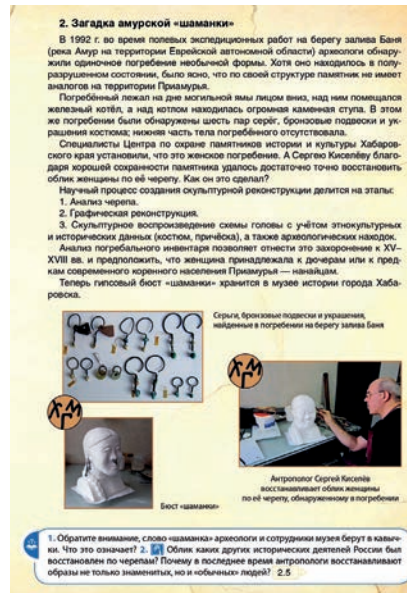 2. Загадка амурской «шаманки»
В 1992 г. во время полевых экспедиционных работ на берегу залива Баня
(река Амур на территории Еврейской автономной области) археологи обнару-
жили одиночное погребение необычной формы. Хотя оно находилось в полу-
разрушенном состоянии, было ясно, что по своей структуре памятник не имеет
аналогов на территории Приамурья.
Погребённый лежал на дне могильной ямы лицом вниз, над ним помещался
железный котёл, а над котлом находилась огромная каменная ступа. В этом
же погребении были обнаружены шесть пар серёг, бронзовые подвески и ук-
рашения костюма; нижняя часть тела погребённого отсутствовала.
Специалисты Центра по охране памятников истории и культуры Хабаров-
ского края установили, что это женское погребение. А Сергею Киселёву благо-
даря хорошей сохранности памятника удалось достаточно точно восстановить
облик женщины по её черепу. Как он это сделал?
Научный процесс создания скульптурной реконструкции делится на этапы:
1. Анализ черепа.
2. Графическая реконструкция.
3. Скульптурное воспроизведение схемы головы с учётом этнокультурных
и исторических данных (костюм, причёска), а также археологических находок.
Анализ погребального инвентаря позволяет отнести это захоронение к XV–
XVIII вв. и предположить, что женщина принадлежала к дючерам или к пред-
кам современного коренного населения Приамурья — нанайцам.
Теперь гипсовый бюст «шаманки» хранится в музее истории города Хаба-
ровска.
Серьги, бронзовые подвески и украшения,
найденные в погребении на берегу залива Баня
ХГМ
ХГМ
Бюст «шаманки»
Антрополог Сергей Киселёв
восстанавливает облик женщины
по её черепу, обнаруженному в погребении
1. Обратите внимание, слово «шаманка» археологи и сотрудники музея берут в кавыч-
ки. Что это означает? 2. Облик каких других исторических деятелей России был
восстановлен по черепам? Почему в последнее время антропологи восстанавливают
образы не только знаменитых, но и «обычных» людей? 2.5